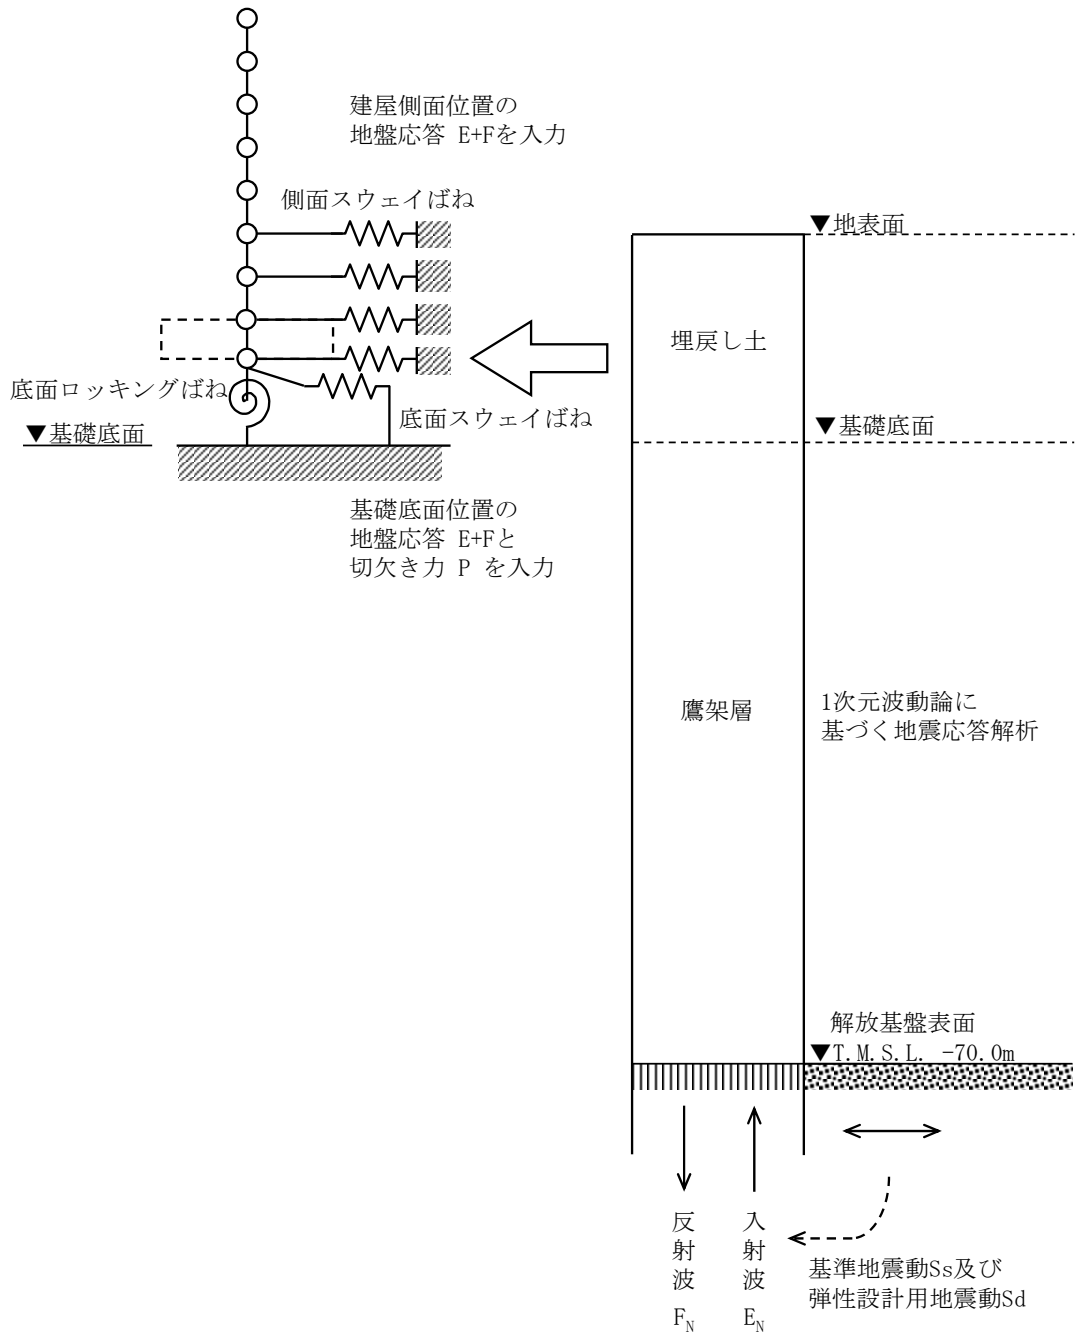 建屋側面位置の
地盤応答 E+Fを入力
側面スウェイばね
底面ロッキングばね
底面スウェイばね
▼基礎底面
基礎底面位置の
地盤応答 E+Fと
切欠き力 P を入力
▼地表面
埋戻し土
▼基礎底面
鷹架層
1次元波動論に
基づく地震応答解析
解放基盤表面
▼T.M.S.L. -70.0m
反射波 FN
入射波 EN
基準地震動Ss及び
弾性設計用地震動Sd